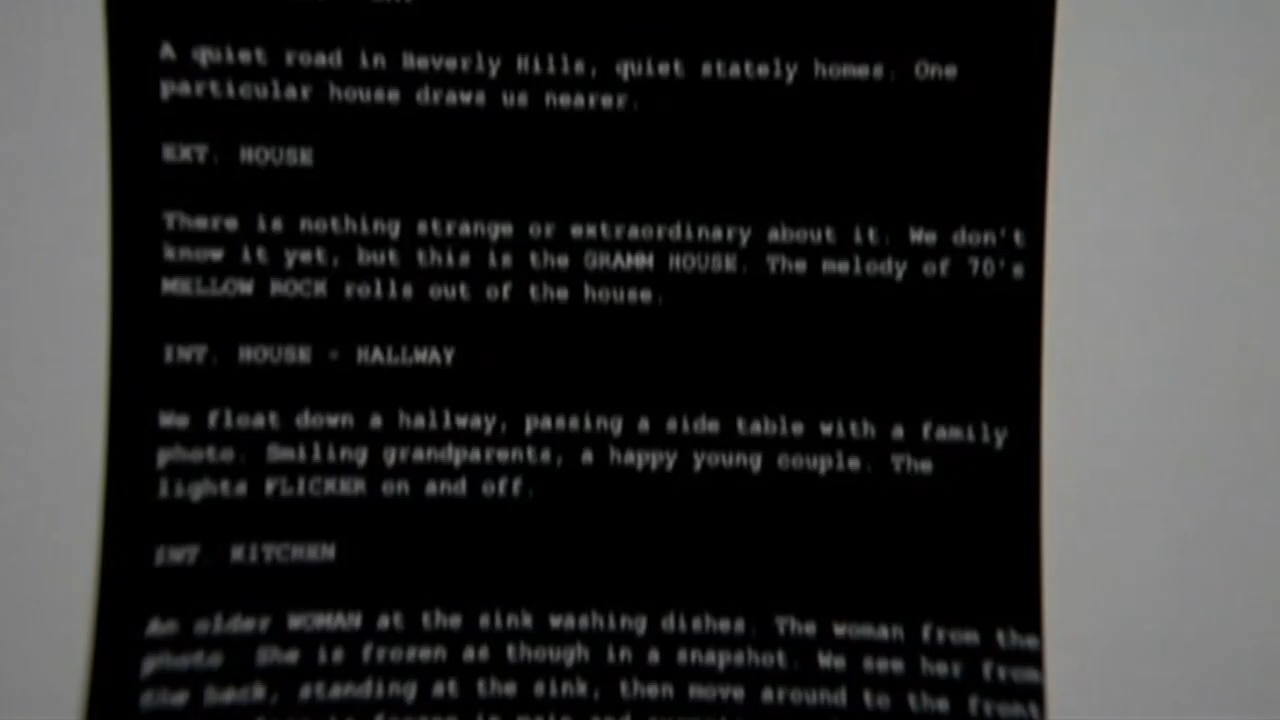 A quiet road in Beverly Hills, quiet stately homes. One
particular house draws us nearer.
EXT. HOUSE
There is nothing strange or extraordinary about it. We don't
know it yet, but this is the GRAMM HOUSE. The melody of 70's
MELLOW ROCK rolls out of the house.
INT. HOUSE - HALLWAY
We float down a hallway, passing a side table with a family
photo. Smiling grandparents, a happy young couple. The
lights FLICKER on and off.
INT. KITCHEN
An older WOMAN at the sink washing dishes. The woman from the
photo. She is frozen as though in a snapshot. We see her from
the back, standing at the sink, then move around to the front